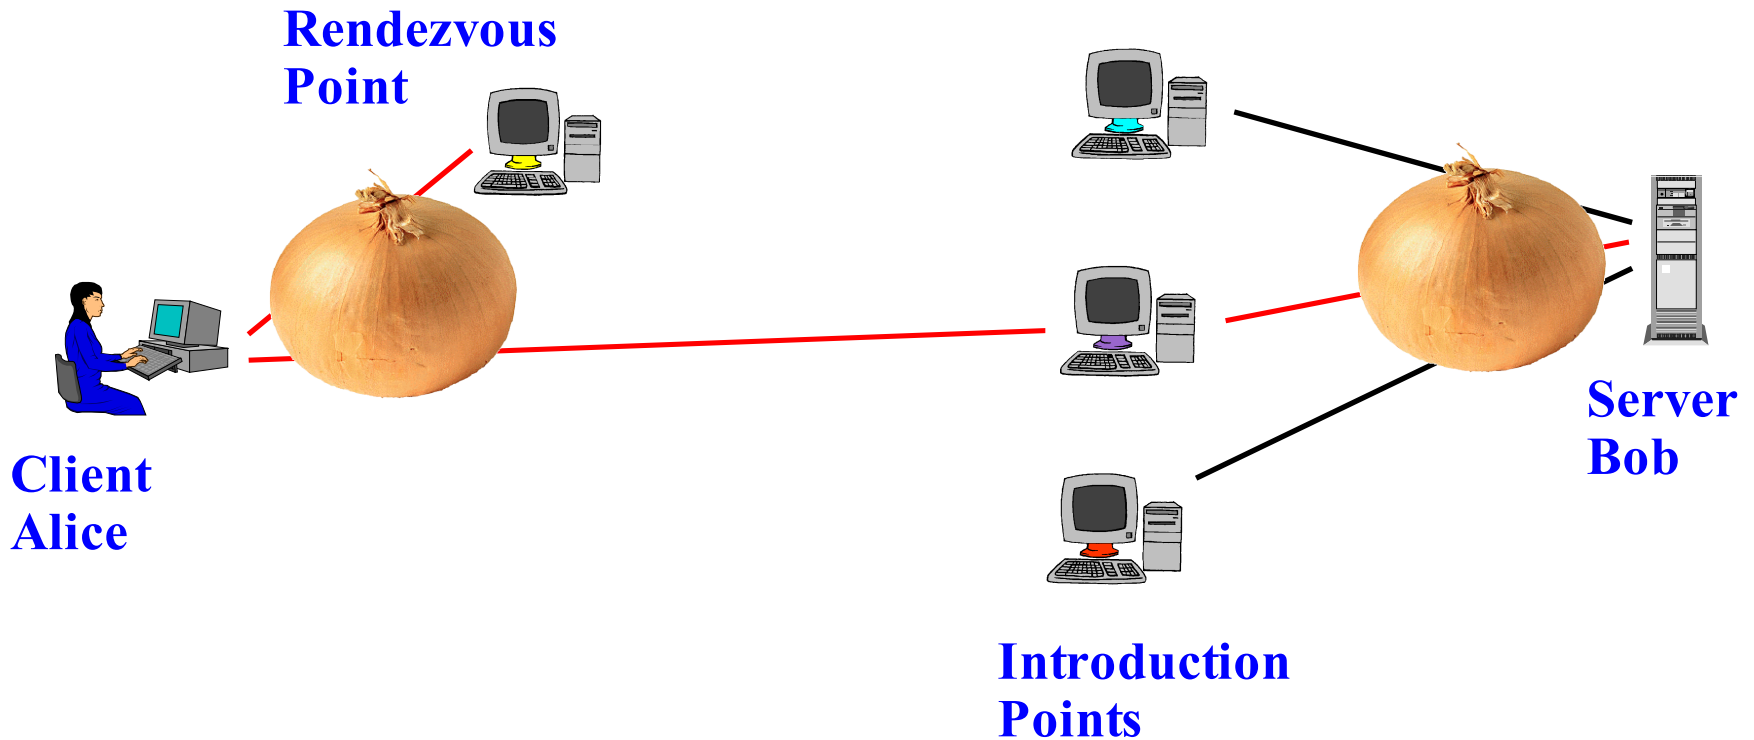 Rendezvous
Point
Client
Alice
Server
Bob
Introduction
Points